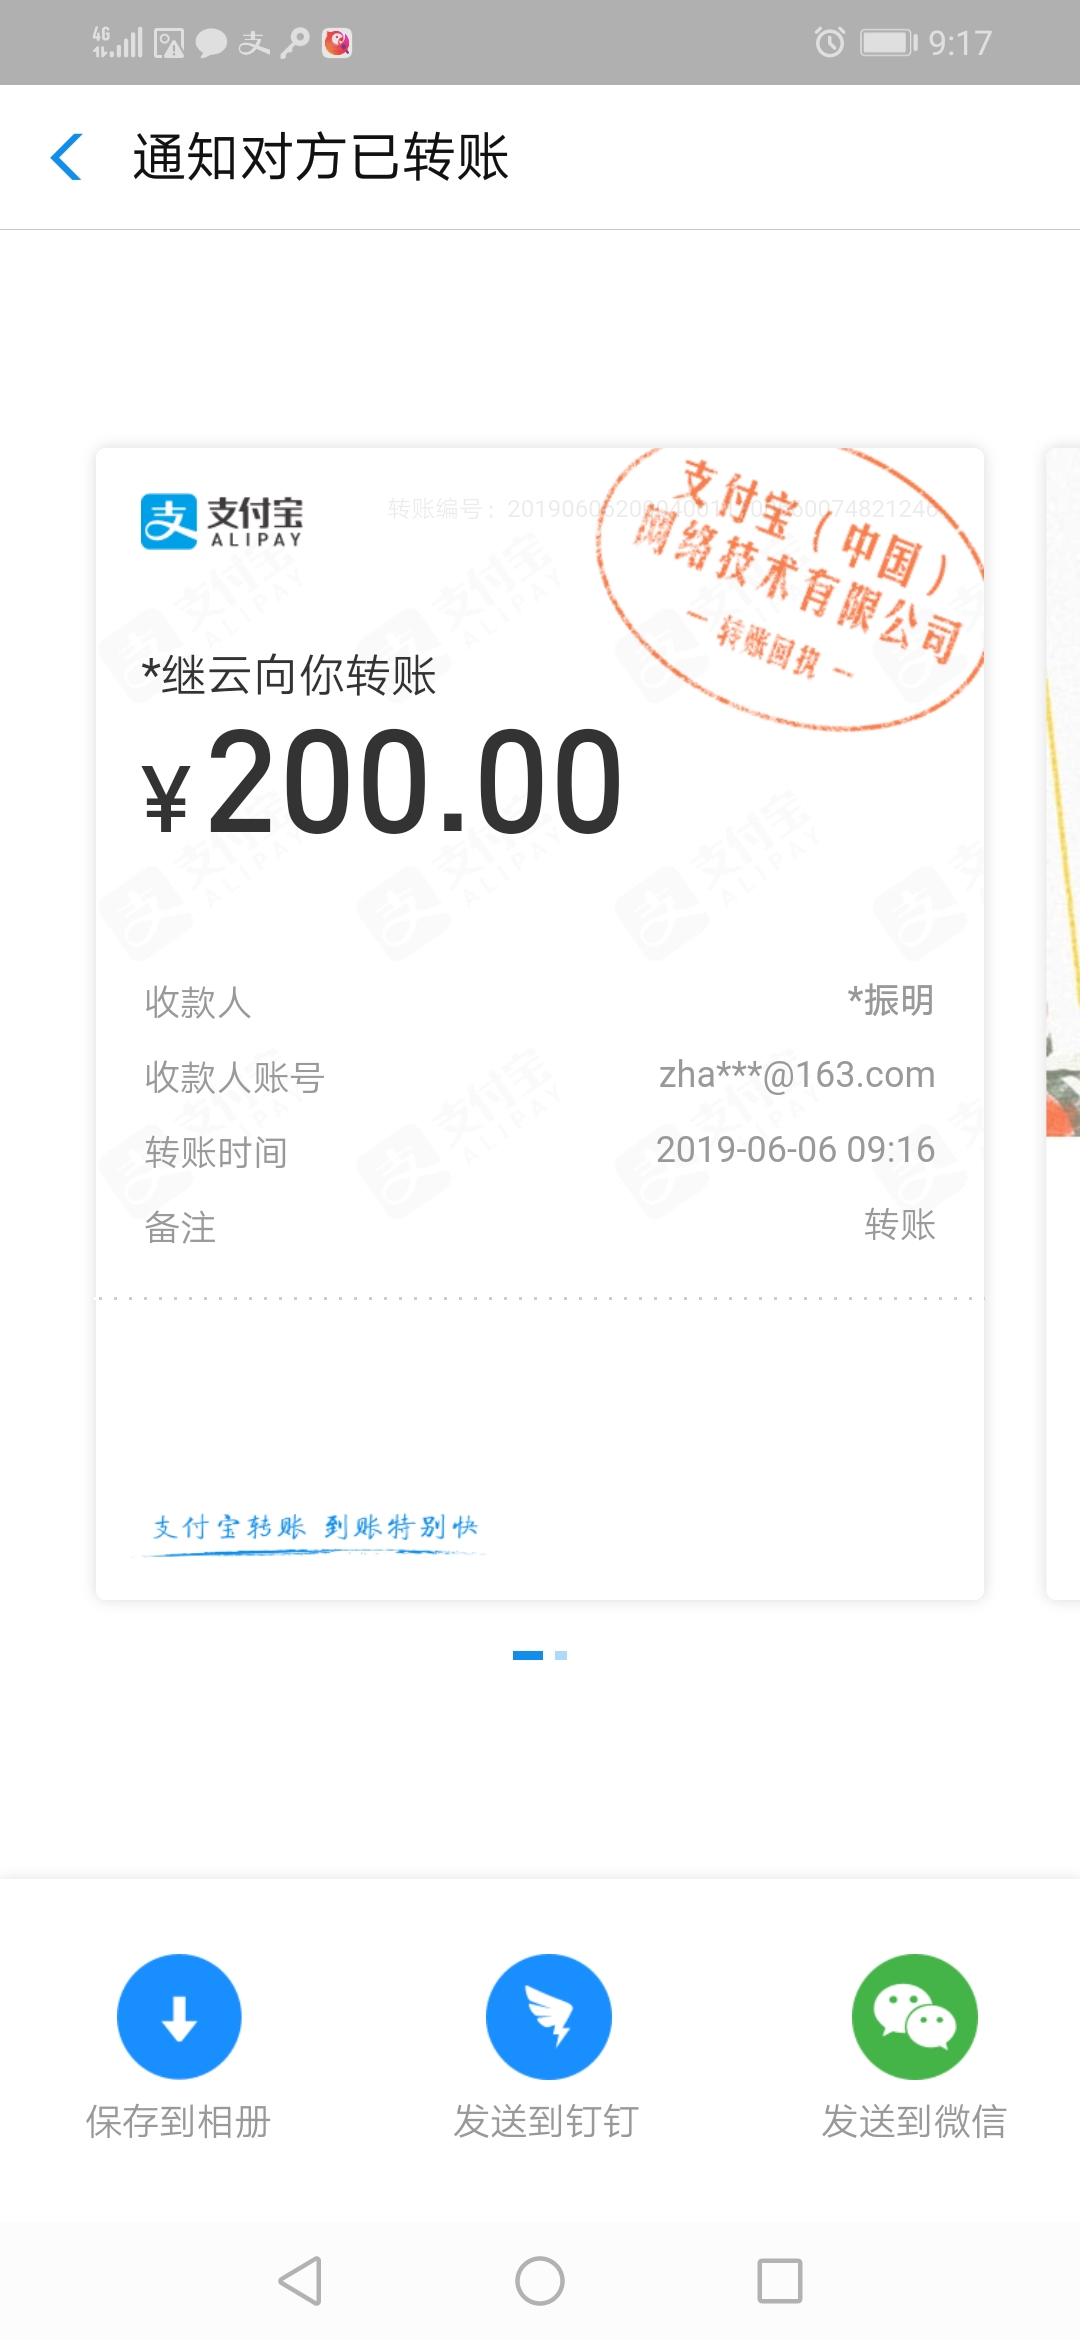 4G
9:17
通知对方已转账
支付宝
ALIPAY
转账编号：
支付宝（中国）
网络技术有限公司
转账回执
*继云向你转账
¥200.00
收款人
*振明
收款人账号
zha***@163.com
转账时间
2019-06-06 09:16
备注
转账
支付宝转账 到账特别快
保存到相册
发送到钉钉
发送到微信